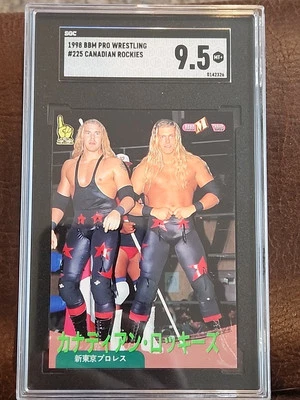 SGC
1998 BBM PRO WRESTLING
#225 CANADIAN ROCKIES
9.5
MT+
0142336
カナディアン・ロッキーズ
新東京プロレス